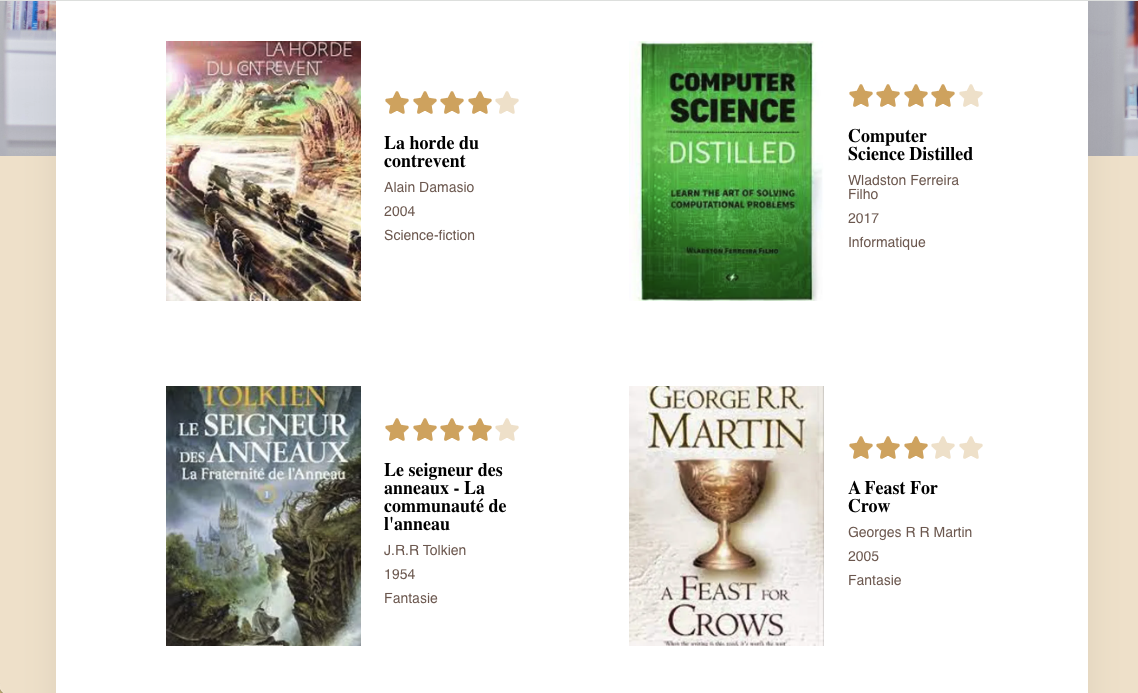 LA HORDE
DU CONTREVENT
La horde du
contrevent
Alain Damasio
2004
Science-fiction
COMPUTER
SCIENCE
DISTILLED
LEARN THE ART OF SOLVING
COMPUTATIONAL PROBLEMS
WLADSTON FERREIRA FILHO
Computer
Science Distilled
Wladston Ferreira
Filho
2017
Informatique
TOLKIEN
LE SEIGNEUR
DES ANNEAUX
La Fraternité de l'Anneau
1
Le seigneur des
anneaux - La
communauté de
l'anneau
J.R.R Tolkien
1954
Fantasie
GEORGE R.R.
MARTIN
A FEAST FOR
CROWS
A Feast For
Crow
Georges R R Martin
2005
Fantasie